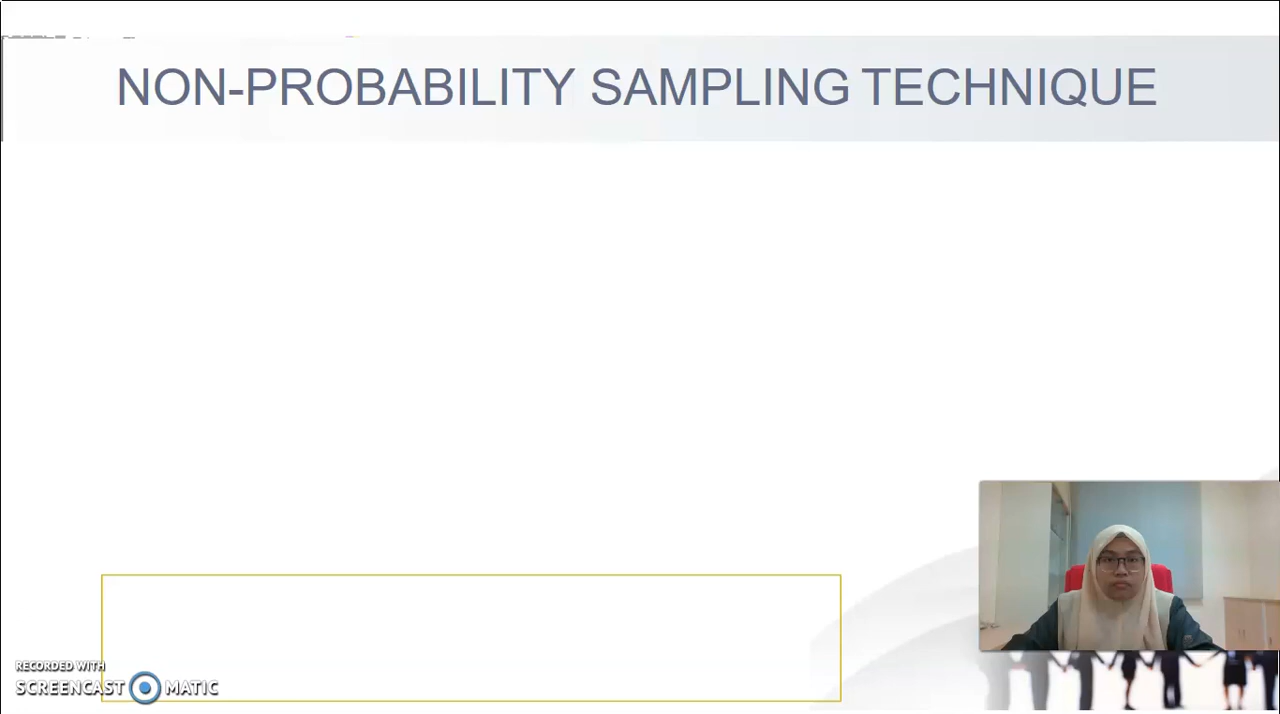 NON-PROBABILITY SAMPLING TECHNIQUE
RECORDED WITH
SCREENCAST MATIC